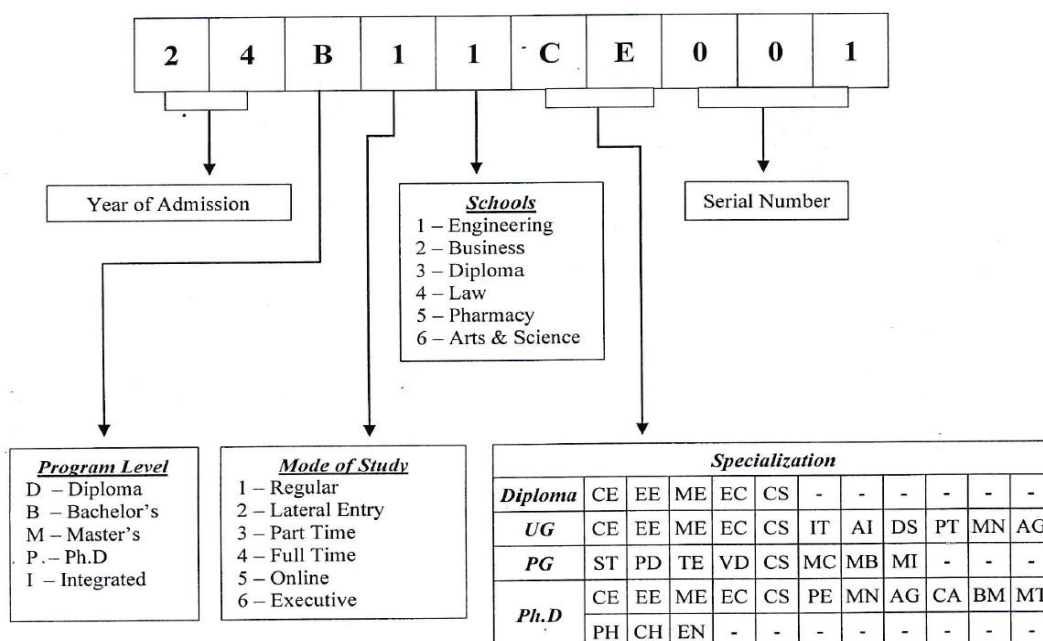 2 4 B 1 1 C E 0 0 1
Year of Admission
Schools
1 – Engineering
2 – Business
3 – Diploma
4 – Law
5 – Pharmacy
6 – Arts & Science
Serial Number
Program Level
D – Diploma
B – Bachelor's
M – Master's
P – Ph.D
I – Integrated
Mode of Study
1 – Regular
2 – Lateral Entry
3 – Part Time
4 – Full Time
5 – Online
6 – Executive
Specialization
Diploma CE EE ME EC CS - - - - - -
UG CE EE ME EC CS IT AI DS PT MN AG
PG ST PD TE VD CS MC MB MI - - -
Ph.D CE EE ME EC CS PE MN AG CA BM MT
PH CH EN - - - - - - - -